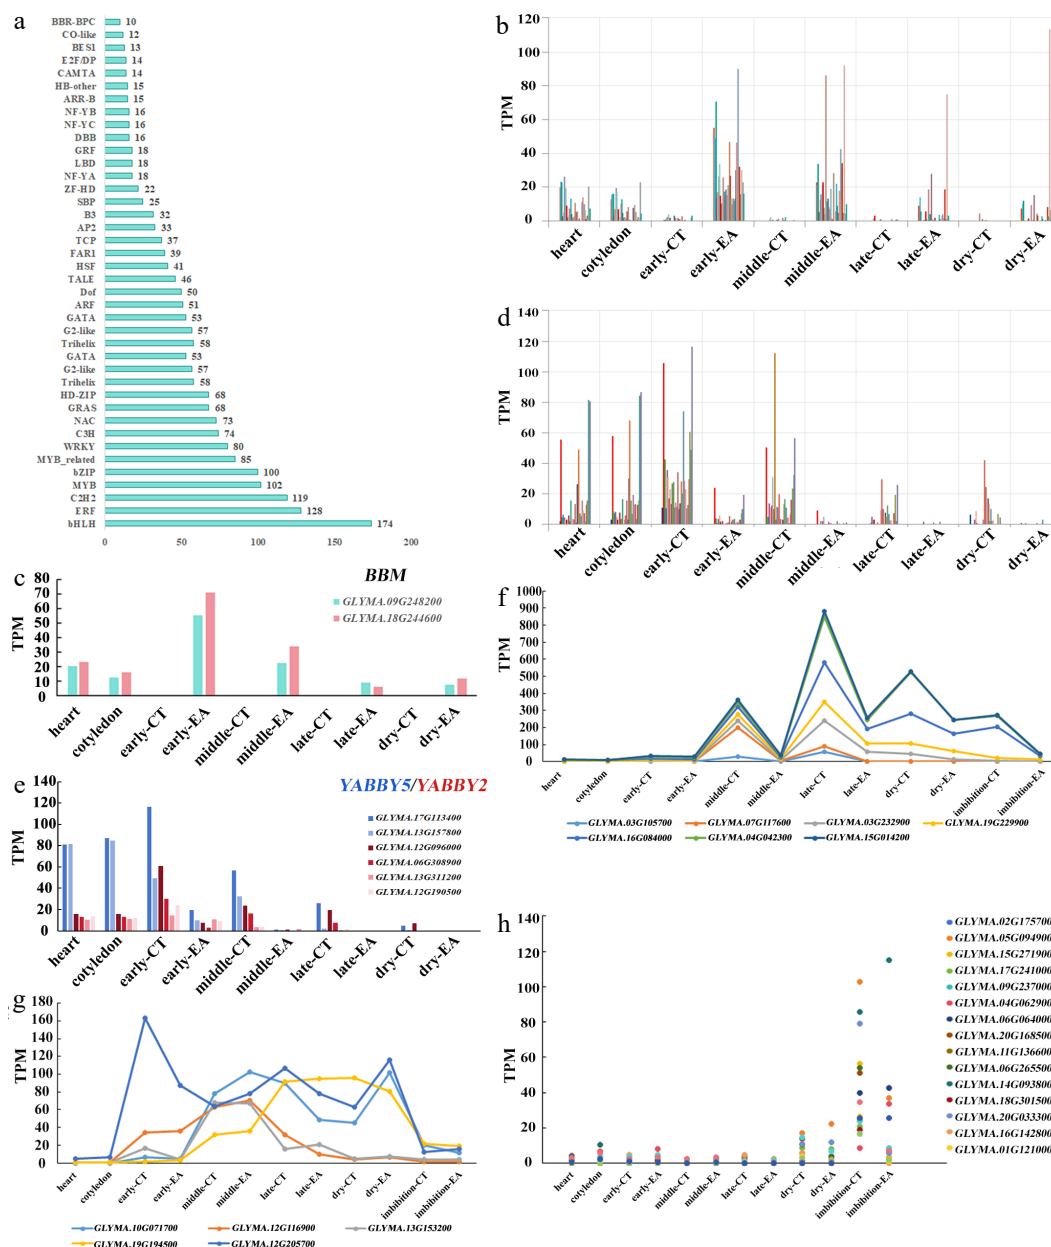 a
BBR-BPC 10
CO-like 12
BES1 13
E2F/DP 14
CAMTA 14
HB-other 15
ARR-B 15
NF-YB 16
NF-YC 16
DBB 16
GRF 18
LBD 18
NF-YA 18
ZF-HD 22
SBP 25
B3 32
AP2 33
TCP 37
FAR1 39
HSF 41
TALE 46
Dof 50
ARF 51
GATA 53
G2-like 57
Trihelix 58
GATA 53
G2-like 57
Trihelix 58
HD-ZIP 68
GRAS 68
NAC 73
C3H 74
WRKY 80
MYB_related 85
bZIP 100
MYB 102
C2H2 119
ERF 128
bHLH 174
0 50 100 150 200
b
TPM
120
100
80
60
40
20
0
heart cotyledon early-CT early-EA middle-CT middle-EA late-CT late-EA dry-CT dry-EA
d
TPM
140
120
100
80
60
40
20
0
heart cotyledon early-CT early-EA middle-CT middle-EA late-CT late-EA dry-CT dry-EA
c
BBM
TPM
80
70
60
50
40
30
20
10
0
GLYMA.09G248200
GLYMA.18G244600
heart cotyledon early-CT early-EA middle-CT middle-EA late-CT late-EA dry-CT dry-EA
f
TPM
1000
900
800
700
600
500
400
300
200
100
0
heart cotyledon early-CT early-EA middle-CT middle-EA late-CT late-EA dry-CT dry-EA imbibition-CT imbibition-EA
GLYMA.03G105700 GLYMA.07G117600 GLYMA.03G232900 GLYMA.19G229900
GLYMA.16G084000 GLYMA.04G042300 GLYMA.15G014200
e
YABBY5/YABBY2
TPM
140
120
100
80
60
40
20
0
GLYMA.17G113400
GLYMA.13G157800
GLYMA.12G096000
GLYMA.06G308900
GLYMA.13G311200
GLYMA.12G190500
heart cotyledon early-CT early-EA middle-CT middle-EA late-CT late-EA dry-CT dry-EA
g
TPM
180
160
140
120
100
80
60
40
20
0
heart cotyledon early-CT early-EA middle-CT middle-EA late-CT late-EA dry-CT dry-EA imbibition-CT imbibition-EA
GLYMA.10G071700 GLYMA.12G116900 GLYMA.13G153200
GLYMA.19G194500 GLYMA.12G205700
h
TPM
140
120
100
80
60
40
20
0
heart cotyledon early-CT early-EA middle-CT middle-EA late-CT late-EA dry-CT dry-EA imbibition-CT imbibition-EA
GLYMA.02G175700
GLYMA.05G094900
GLYMA.15G271900
GLYMA.17G241000
GLYMA.09G237000
GLYMA.04G062900
GLYMA.06G064000
GLYMA.20G168500
GLYMA.11G136600
GLYMA.06G265500
GLYMA.14G093800
GLYMA.18G301500
GLYMA.20G033300
GLYMA.16G142800
GLYMA.01G121000